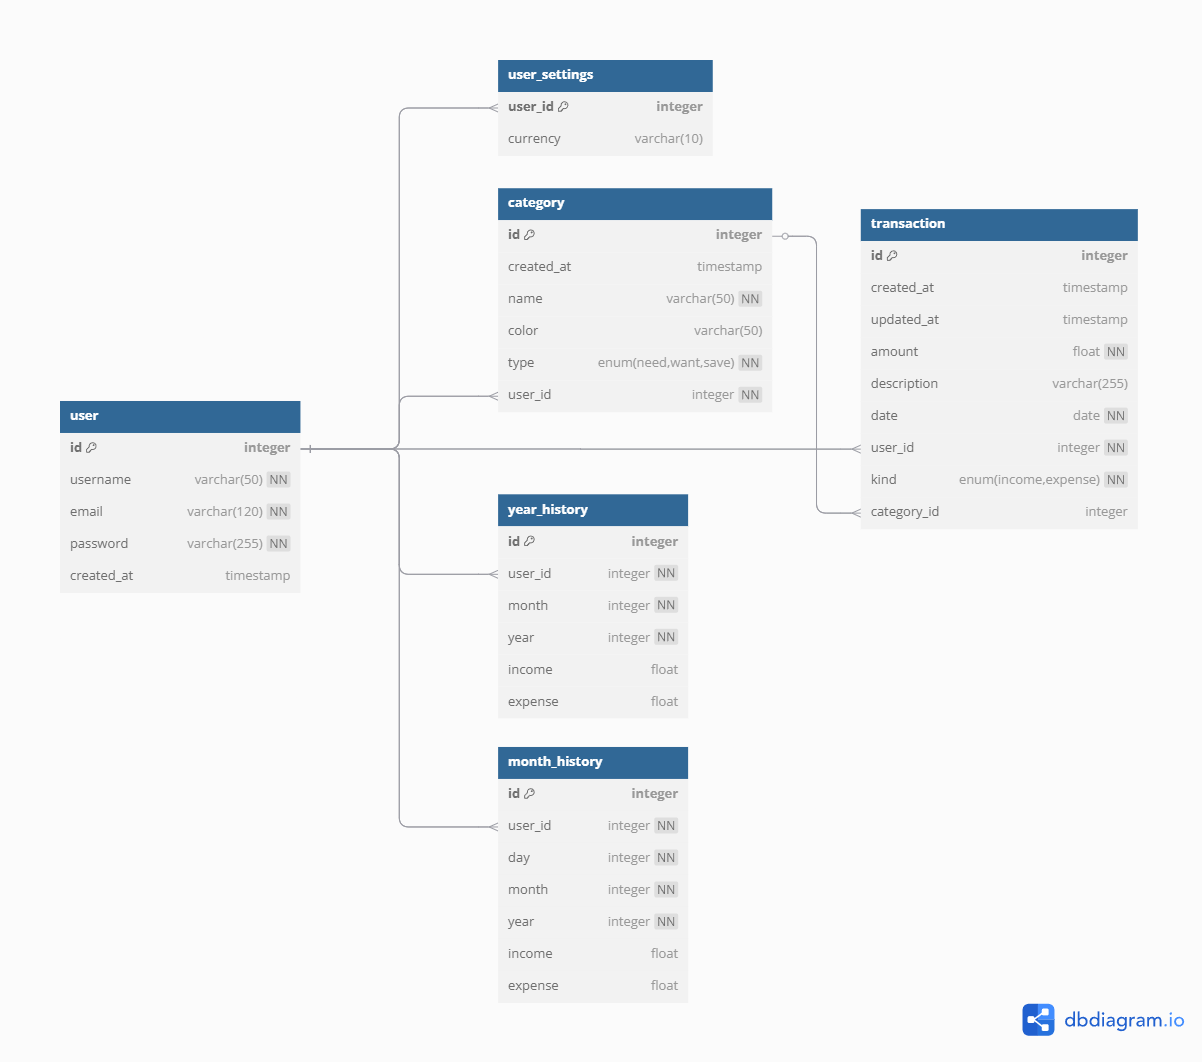 user_settings
user_id integer
currency varchar(10)
category
id integer
created_at timestamp
name varchar(50) NN
color varchar(50)
type enum(need,want,save) NN
user_id integer NN
transaction
id integer
created_at timestamp
updated_at timestamp
amount float NN
description varchar(255)
date date NN
user_id integer NN
kind enum(income,expense) NN
category_id integer
user
id integer
username varchar(50) NN
email varchar(120) NN
password varchar(255) NN
created_at timestamp
year_history
id integer
user_id integer NN
month integer NN
year integer NN
income float
expense float
month_history
id integer
user_id integer NN
day integer NN
month integer NN
year integer NN
income float
expense float
dbdiagram.io